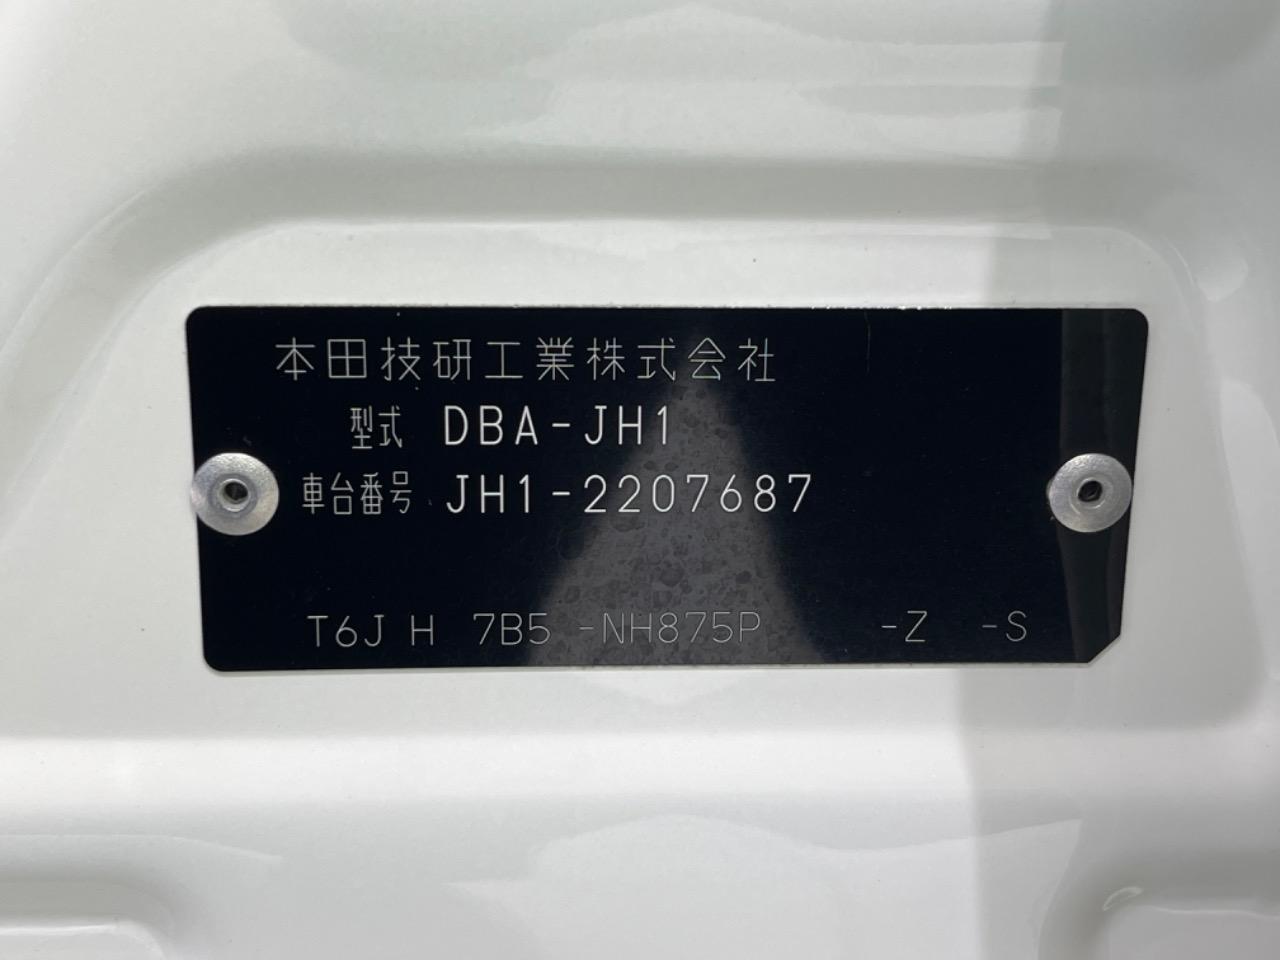 本田技研工業株式会社
型式 DBA-JH1
車台番号 JH1-2207687
T6J H 7B5 -NH875P -Z -S